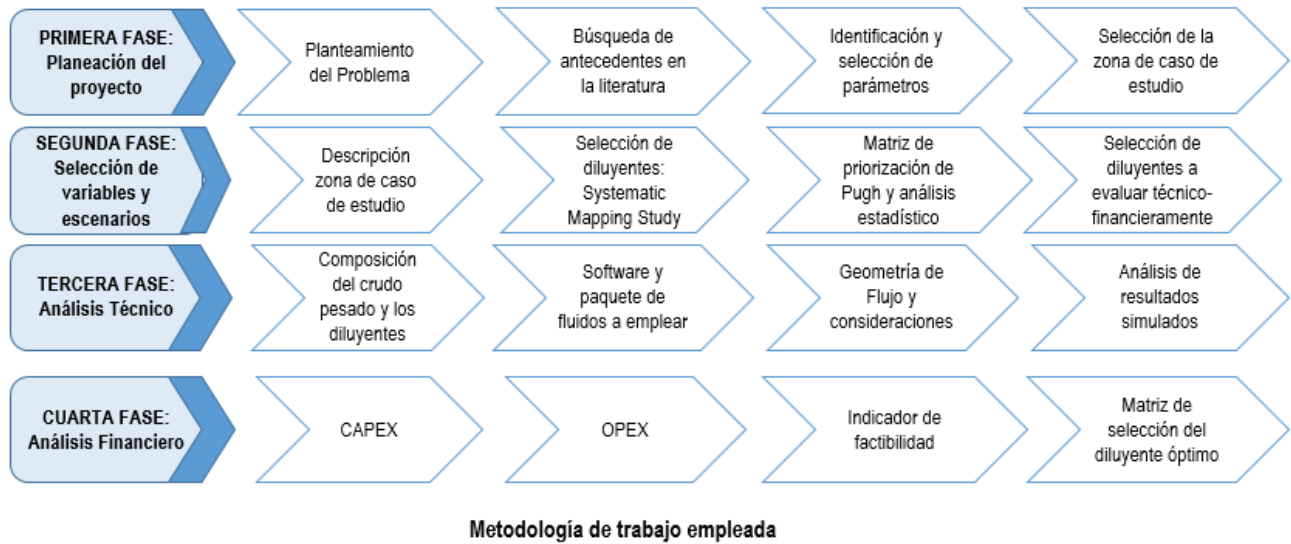 PRIMERA FASE:
Planeación del
proyecto
Planteamiento
del Problema
Búsqueda de
antecedentes en
la literatura
Identificación y
selección de
parámetros
Selección de la
zona de caso de
estudio
SEGUNDA FASE:
Selección de
variables y
escenarios
Descripción
zona de caso
de estudio
Selección de
diluyentes:
Systematic
Mapping Study
Matriz de
priorización de
Pugh y análisis
estadístico
Selección de
diluyentes a
evaluar técnico-
financieramente
TERCERA FASE:
Análisis Técnico
Composición
del crudo
pesado y los
diluyentes
Software y
paquete de
fluidos a emplear
Geometría de
Flujo y
consideraciones
Análisis de
resultados
simulados
CUARTA FASE:
Análisis Financiero
CAPEX
OPEX
Indicador de
factibilidad
Matriz de
selección del
diluyente óptimo
Metodología de trabajo empleada